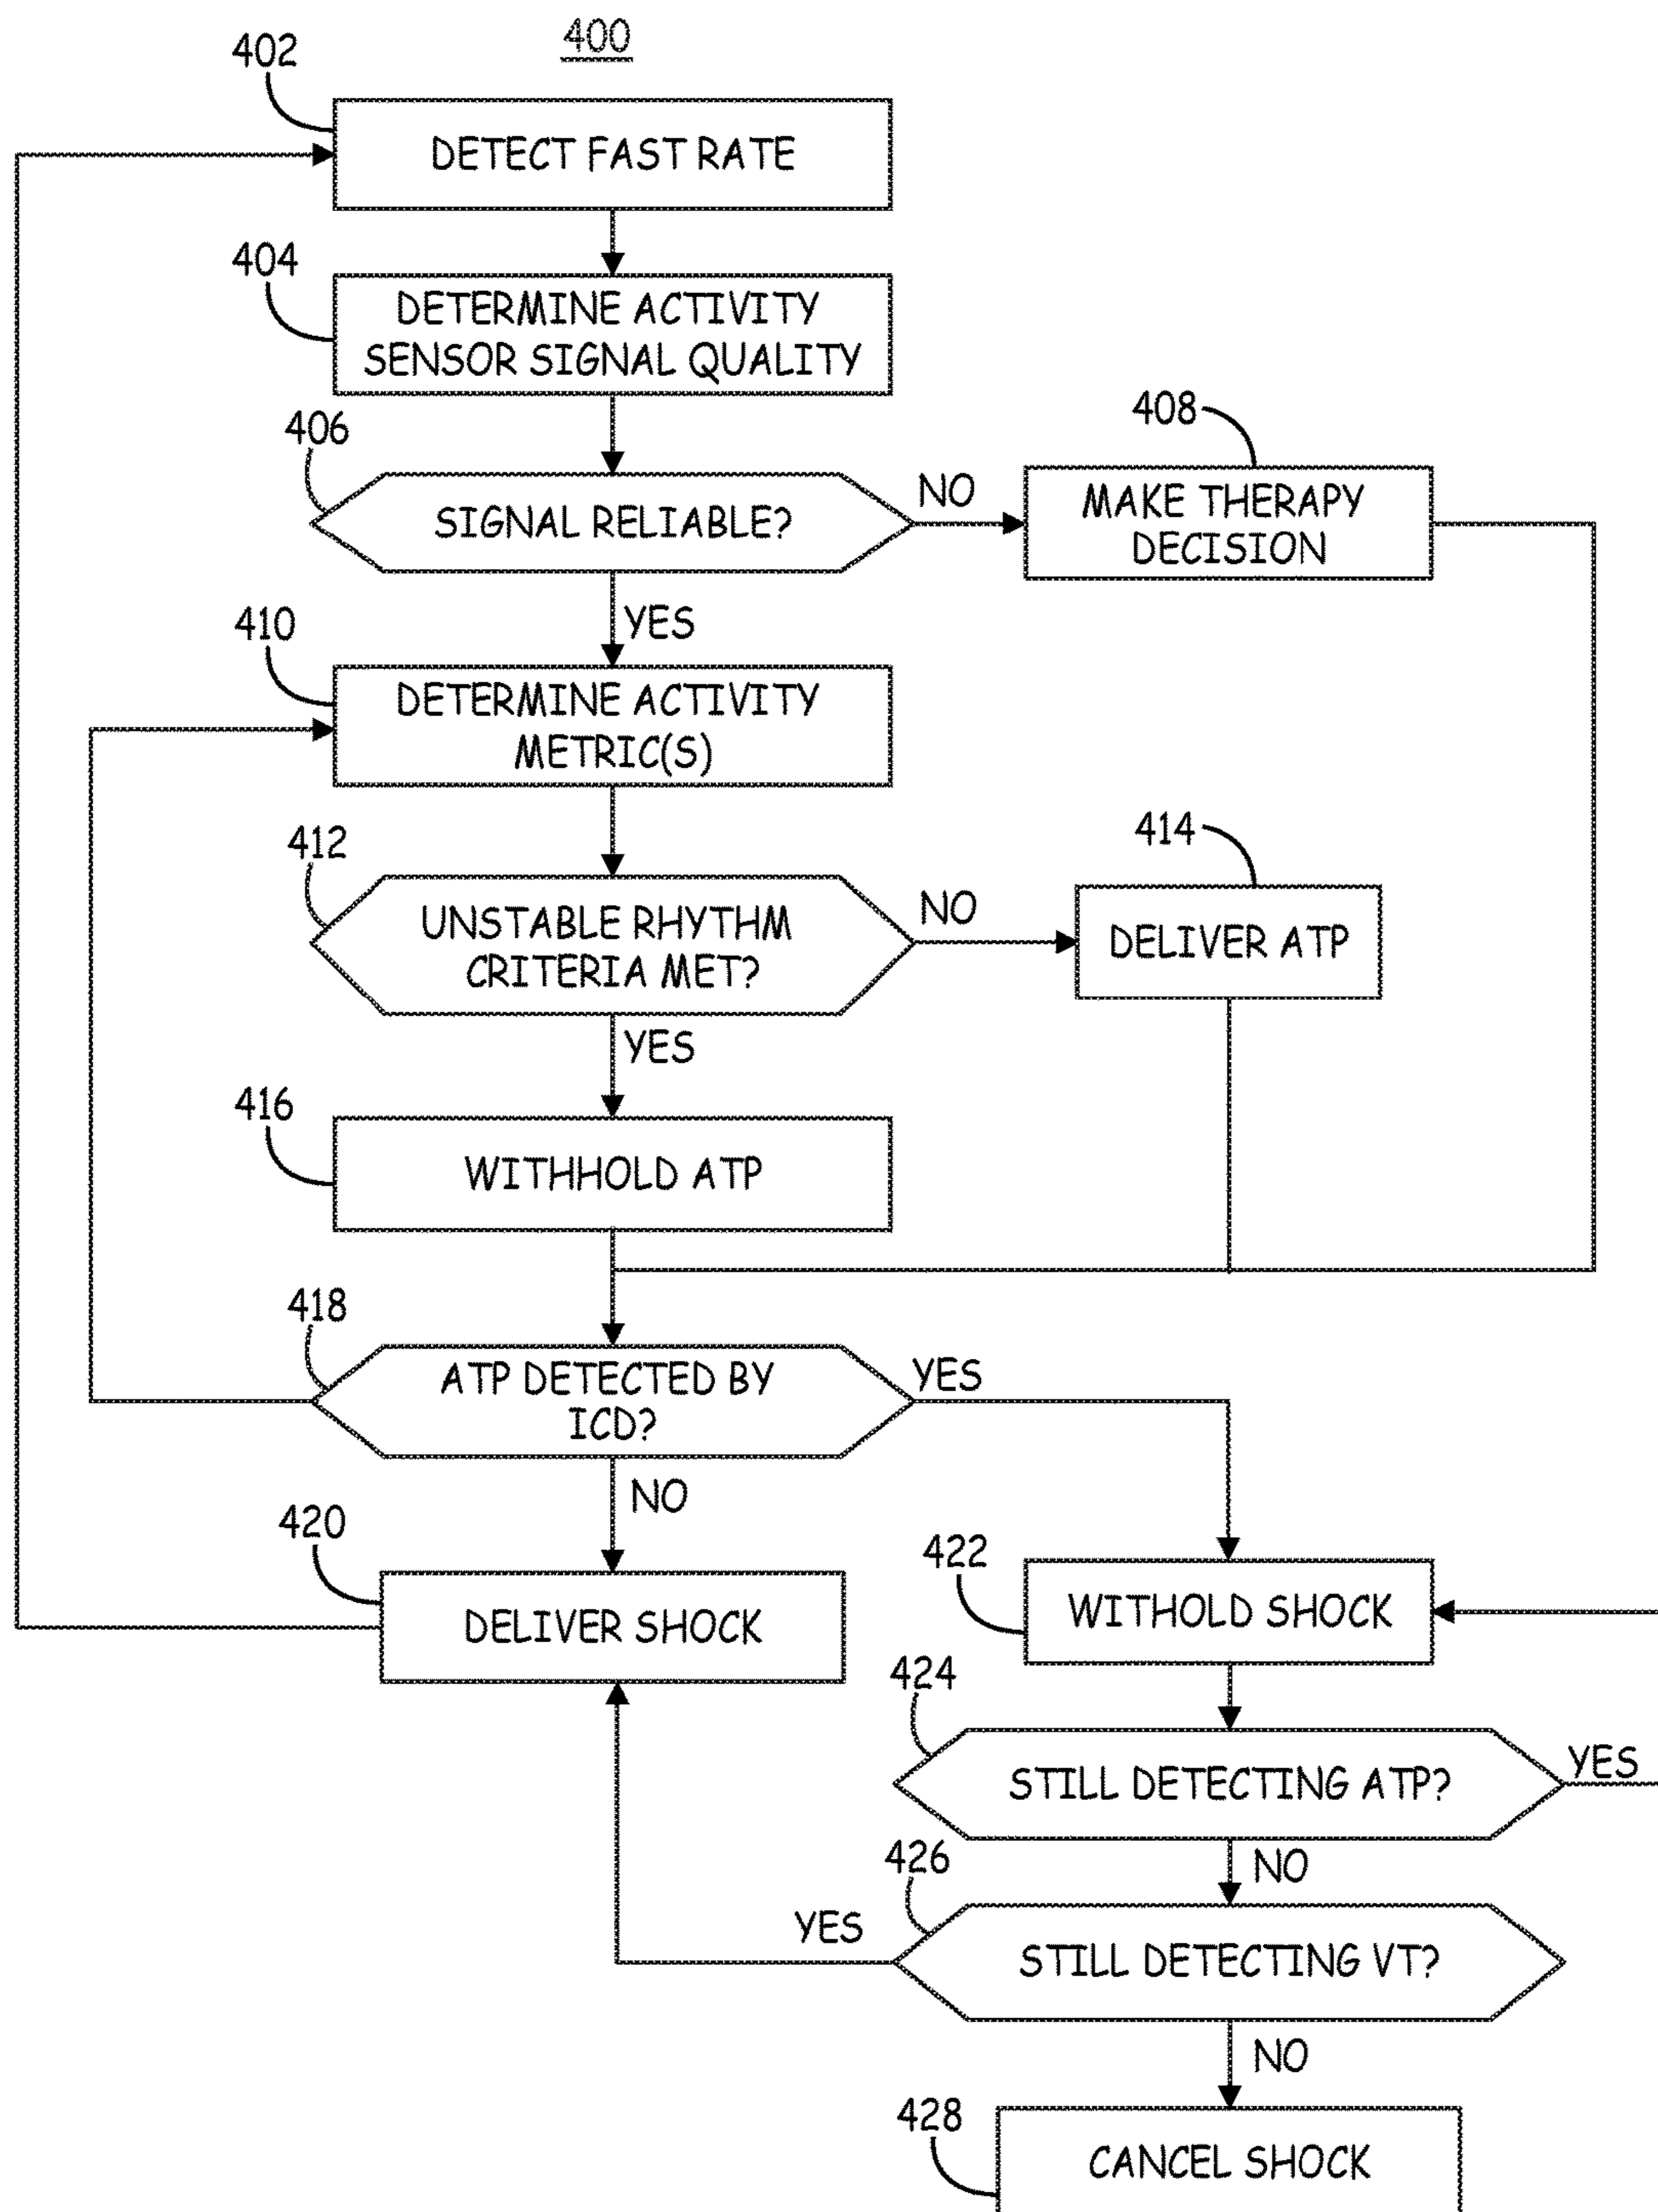 400
402
DETECT FAST RATE
404
DETERMINE ACTIVITY
SENSOR SIGNAL QUALITY
406
SIGNAL RELIABLE?
NO
408
MAKE THERAPY
DECISION
YES
410
DETERMINE ACTIVITY
METRIC(S)
412
UNSTABLE RHYTHM
CRITERIA MET?
NO
414
DELIVER ATP
YES
416
WITHHOLD ATP
418
ATP DETECTED BY
ICD?
YES
NO
420
DELIVER SHOCK
422
WITHOLD SHOCK
424
STILL DETECTING ATP?
YES
NO
426
STILL DETECTING VT?
YES
NO
428
CANCEL SHOCK